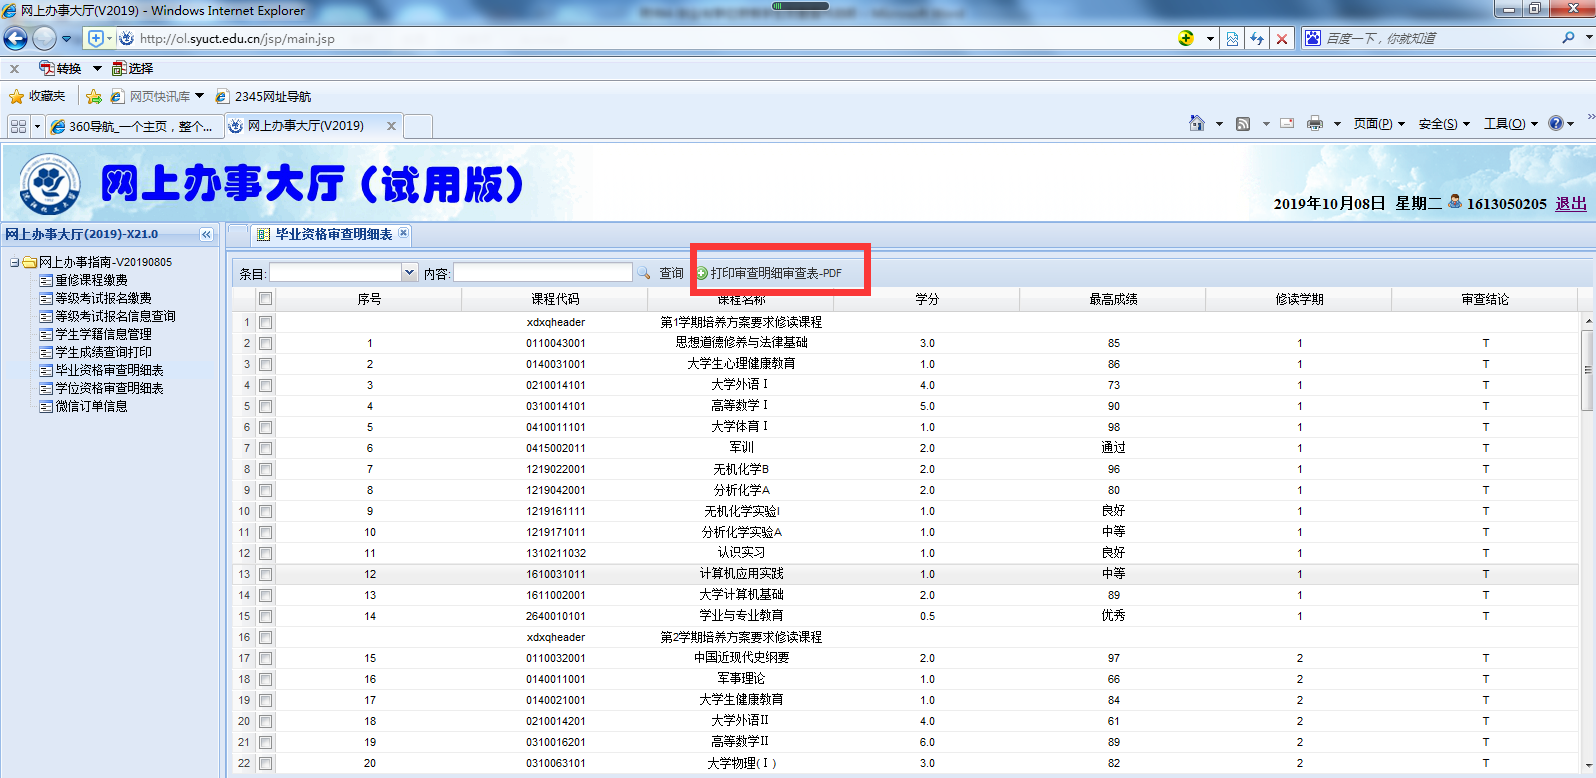 网上办事大厅(V2019) - Windows Internet Explorer
http://ol.syuct.edu.cn/jsp/main.jsp
百度一下，你就知道
x 转换 选择
收藏夹 网页快讯库 2345网址导航
360导航_一个主页，整个... 网上办事大厅(V2019) x
页面(P) 安全(S) 工具(O)
网上办事大厅(试用版)
2019年10月08日 星期二 1613050205 退出
网上办事大厅(2019)-X21.0
毕业资格审查明细表
网上办事指南-V20190805
重修课程缴费
等级考试报名缴费
等级考试报名信息查询
学生学籍信息管理
学生成绩查询打印
毕业资格审查明细表
学位资格审查明细表
微信订单信息
条目: 内容: 查询 打印审查明细审查表-PDF
序号 课程代码 课程名称 学分 最高成绩 修读学期 审查结论
1 xdxqheader 第1学期培养方案要求修读课程
2 1 0110043001 思想道德修养与法律基础 3.0 85 1 T
3 2 0140031001 大学生心理健康教育 1.0 86 1 T
4 3 0210014101 大学外语Ⅰ 4.0 73 1 T
5 4 0310014101 高等数学Ⅰ 5.0 90 1 T
6 5 0410011101 大学体育Ⅰ 1.0 98 1 T
7 6 0415002011 军训 2.0 通过 1 T
8 7 1219022001 无机化学B 2.0 96 1 T
9 8 1219042001 分析化学A 2.0 80 1 T
10 9 1219161111 无机化学实验I 1.0 良好 1 T
11 10 1219171011 分析化学实验A 1.0 中等 1 T
12 11 1310211032 认识实习 1.0 良好 1 T
13 12 1610031011 计算机应用实践 1.0 中等 1 T
14 13 1611002001 大学计算机基础 2.0 89 1 T
15 14 2640010101 学业与专业教育 0.5 优秀 1 T
16 xdxqheader 第2学期培养方案要求修读课程
17 15 0110032001 中国近现代史纲要 2.0 97 2 T
18 16 0140011001 军事理论 1.0 66 2 T
19 17 0140021001 大学生健康教育 1.0 84 2 T
20 18 0210014201 大学外语II 4.0 61 2 T
21 19 0310016201 高等数学II 6.0 89 2 T
22 20 0310063101 大学物理(Ⅰ) 3.0 82 2 T